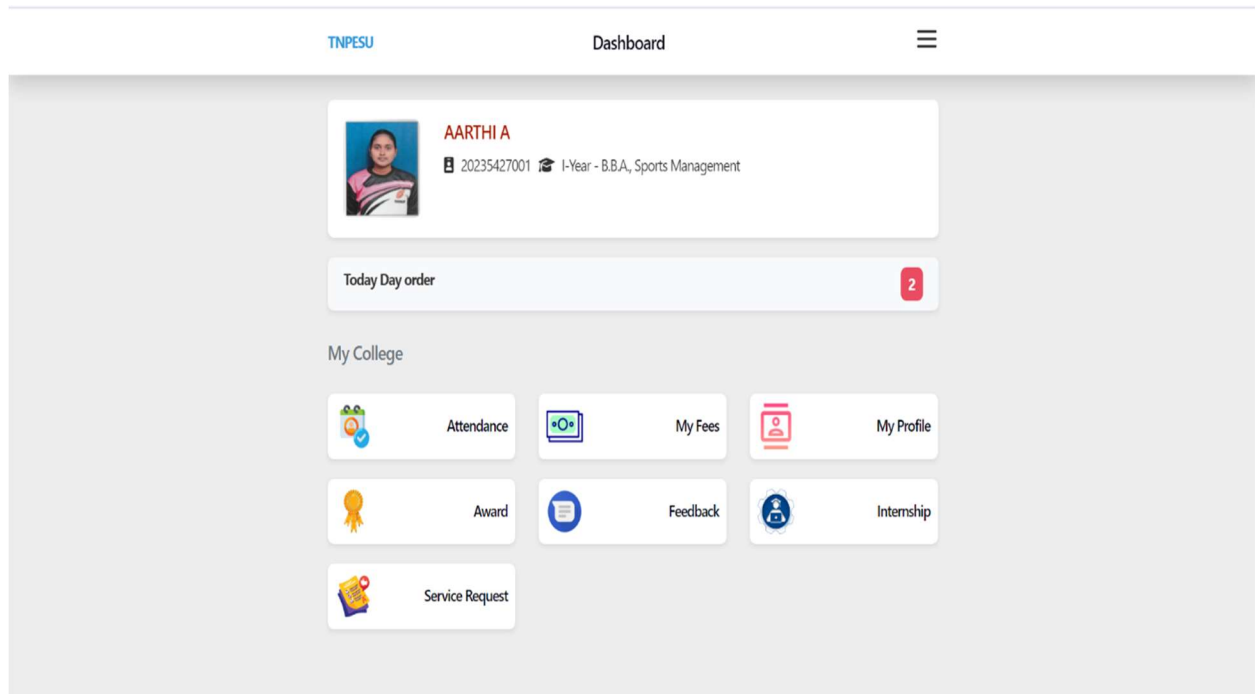 TNPESU Dashboard
AARTHI A
20235427001 I-Year - B.B.A., Sports Management
Today Day order 2
My College
Attendance My Fees My Profile
Award Feedback Internship
Service Request